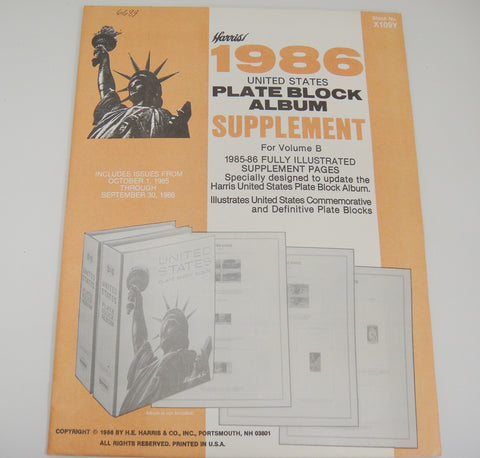 6689
Stock No.
X109Y
Harris
1986
UNITED STATES
PLATE BLOCK
ALBUM
SUPPLEMENT
For Volume B
1985-86 FULLY ILLUSTRATED
SUPPLEMENT PAGES
Specially designed to update the
Harris United States Plate Block Album.
Illustrates United States Commemorative
and Definitive Plate Blocks
INCLUDES ISSUES FROM
OCTOBER 1, 1985
THROUGH
SEPTEMBER 30, 1986
UNITED
STATES
PLATE BLOCK ALBUM
COPYRIGHT © 1986 BY H.E. HARRIS & CO., INC., PORTSMOUTH, NH 03801
ALL RIGHTS RESERVED. PRINTED IN U.S.A.